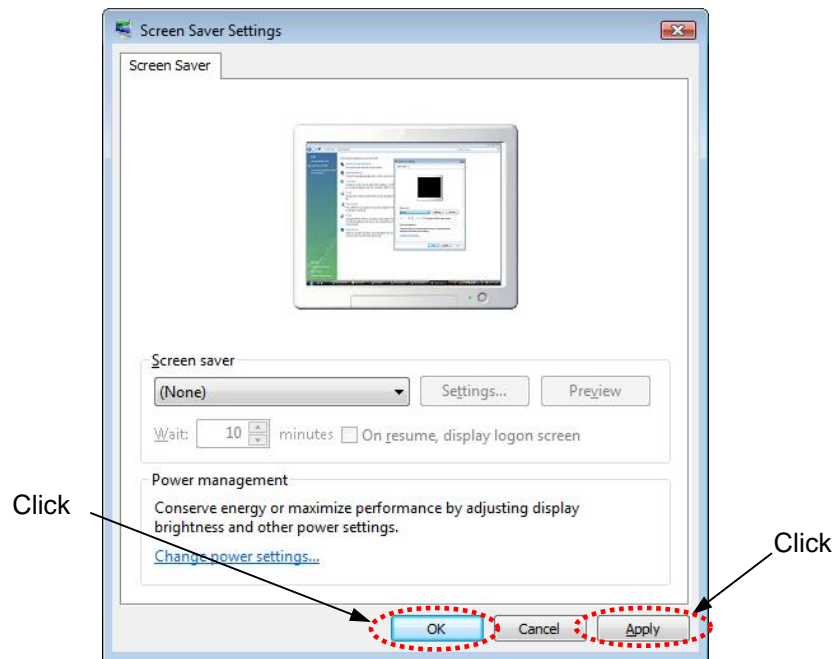 Screen Saver Settings
Screen Saver
Screen saver
(None)
Settings...
Preview
Wait: 10 minutes On resume, display logon screen
Power management
Conserve energy or maximize performance by adjusting display
brightness and other power settings.
Change power settings...
Click
Click
OK
Cancel
Apply